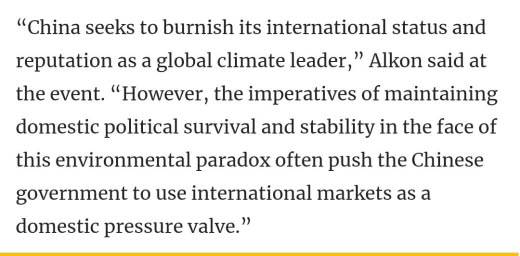 “China seeks to burnish its international status and
reputation as a global climate leader,” Alkon said at
the event. “However, the imperatives of maintaining
domestic political survival and stability in the face of
this environmental paradox often push the Chinese
government to use international markets as a
domestic pressure valve.”